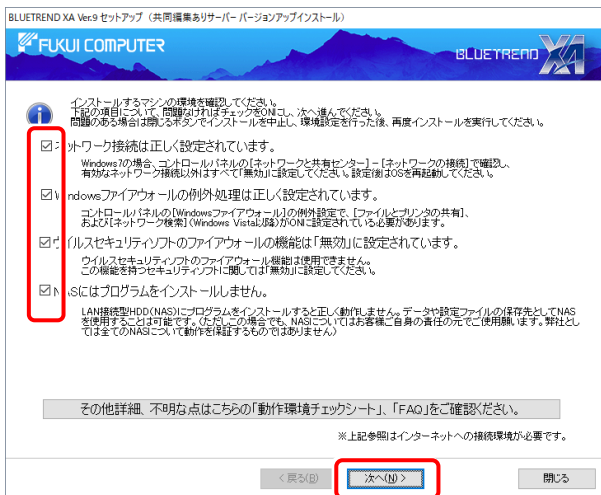 BLUETREND XA Ver.9 セットアップ（共同編集ありサーバー バージョンアップインストール）
FUKUI COMPUTER
BLUETREND XA
インストールするマシンの環境を確認してください。
下記の項目について、問題なければチェックをONにし、次へ進んでください。
問題のある場合は閉じるボタンでインストールを中止し、環境設定を行った後、再度インストールを実行してください。
ネットワーク接続は正しく設定されています。
Windows7の場合、コントロールパネルの[ネットワークと共有センター]－[ネットワークの接続]で確認し、
有効なネットワーク接続以外はすべて「無効」に設定してください。設定後はOSを再起動してください。
Windowsファイアウォールの例外処理は正しく設定されています。
コントロールパネルの[Windowsファイアウォール]の例外設定で、[ファイルとプリンタの共有]、
および[ネットワーク検索](Windows Vista以降)がONに設定されている必要があります。
ウイルスセキュリティソフトのファイアウォールの機能は「無効」に設定されています。
ウイルスセキュリティソフトのファイアウォール機能は使用できません。
この機能を持つセキュリティソフトに関しては「無効」に設定してください。
NASにはプログラムをインストールしません。
LAN接続型HDD(NAS)にプログラムをインストールすると正しく動作しません。データや設定ファイルの保存先としてNAS
を使用することは可能です。（ただしこの場合でも、NASについてはお客様ご自身の責任の元でご使用願います。弊社とし
ては全てのNASについて動作を保証するものではありません）
その他詳細、不明な点はこちらの「動作環境チェックシート」、「FAQ」をご確認ください。
※上記参照はインターネットへの接続環境が必要です。
< 戻る(B)
次へ(N) >
閉じる